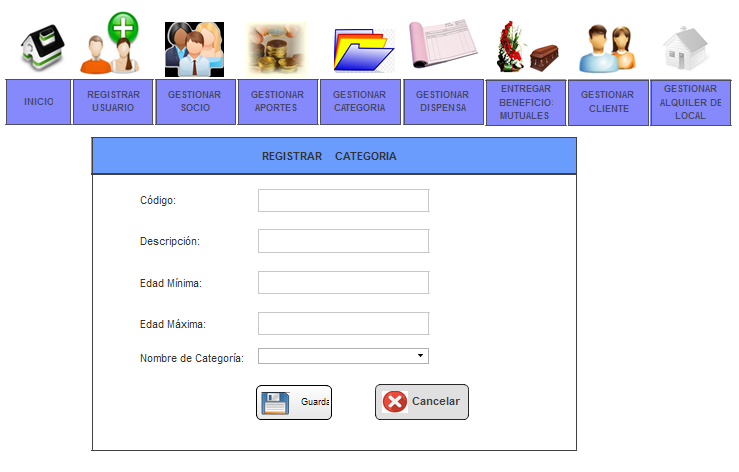 INICIO
REGISTRAR
USUARIO
GESTIONAR
SOCIO
GESTIONAR
APORTES
GESTIONAR
CATEGORIA
GESTIONAR
DISPENSA
ENTREGAR
BENEFICIO:
MUTUALES
GESTIONAR
CLIENTE
GESTIONAR
ALQUILER DE
LOCAL
REGISTRAR CATEGORIA
Código:
Descripción:
Edad Mínima:
Edad Máxima:
Nombre de Categoría:
Guarda
Cancelar